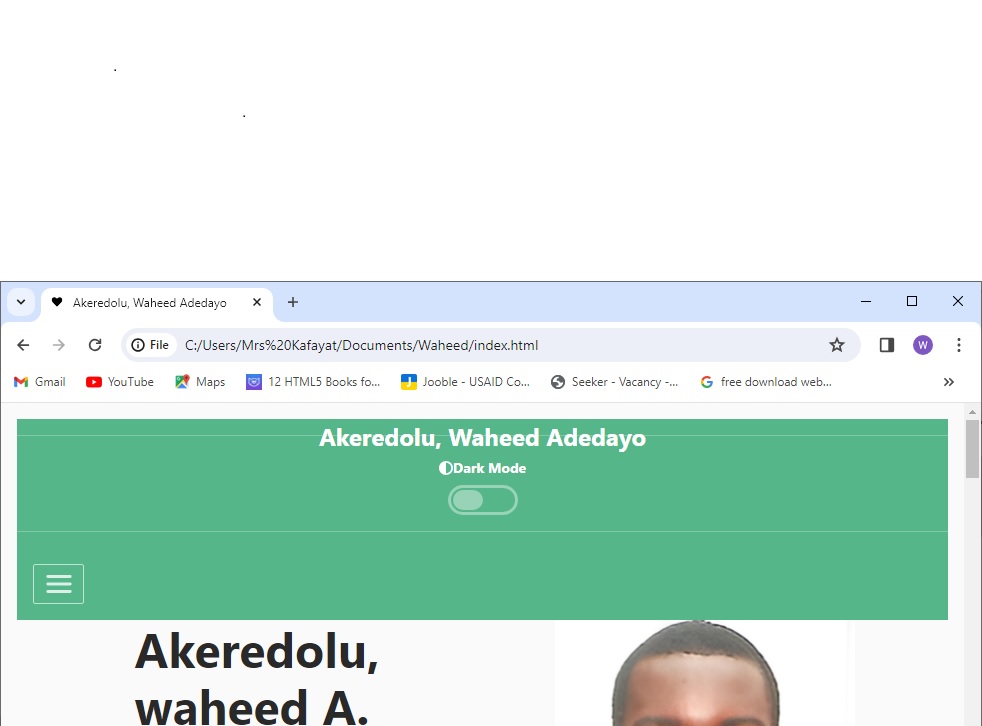 Akeredolu, Waheed Adedayo
File C:/Users/Mrs%20Kafayat/Documents/Waheed/index.html W
Gmail YouTube Maps 12 HTML5 Books fo... Jooble - USAID Co... Seeker - Vacancy -... free download web...
Akeredolu, Waheed Adedayo
Dark Mode
Akeredolu,
waheed A.